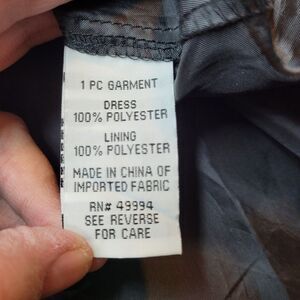 1 PC GARMENT
DRESS
100% POLYESTER
LINING
100% POLYESTER
MADE IN CHINA OF
IMPORTED FABRIC
RN# 49994
SEE REVERSE
FOR CARE